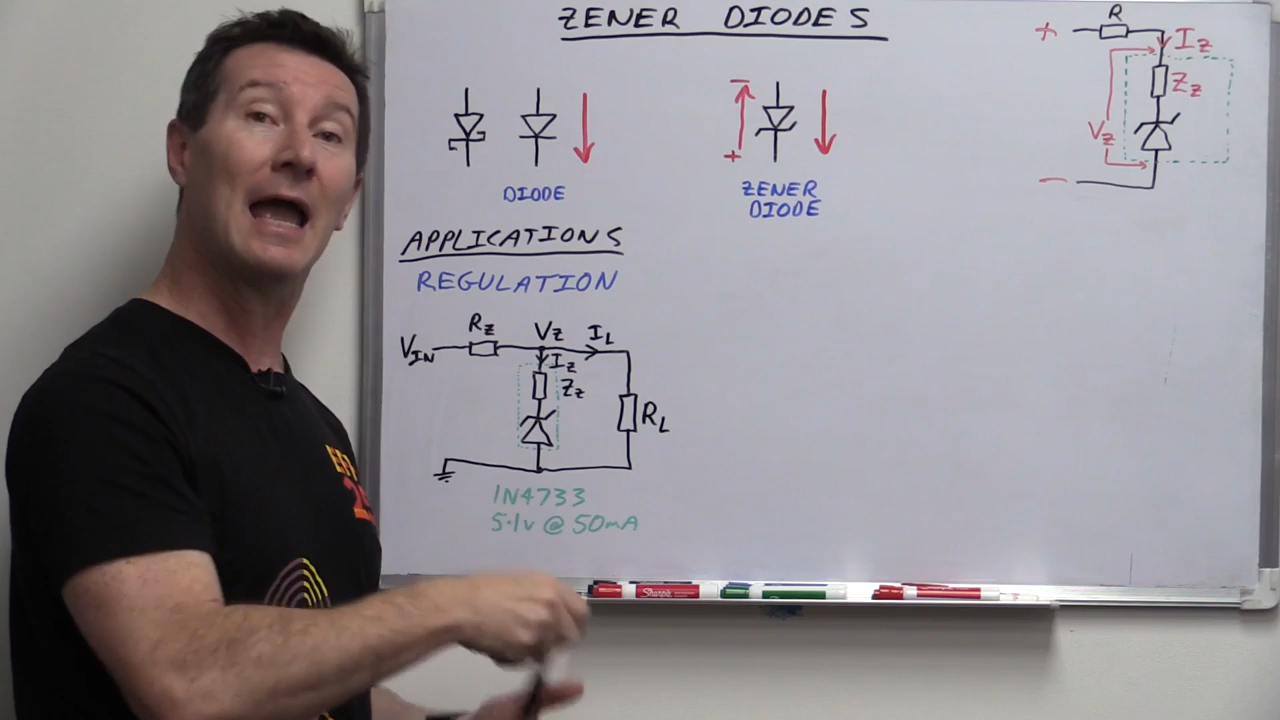 ZENER DIODES
+
R
Iz
Zz
Vz
−
DIODE
−
+
ZENER
DIODE
APPLICATIONS
REGULATION
VIN
Rz
Vz
IL
Iz
Zz
RL
1N4733
5.1v @ 50mA
Sharpie